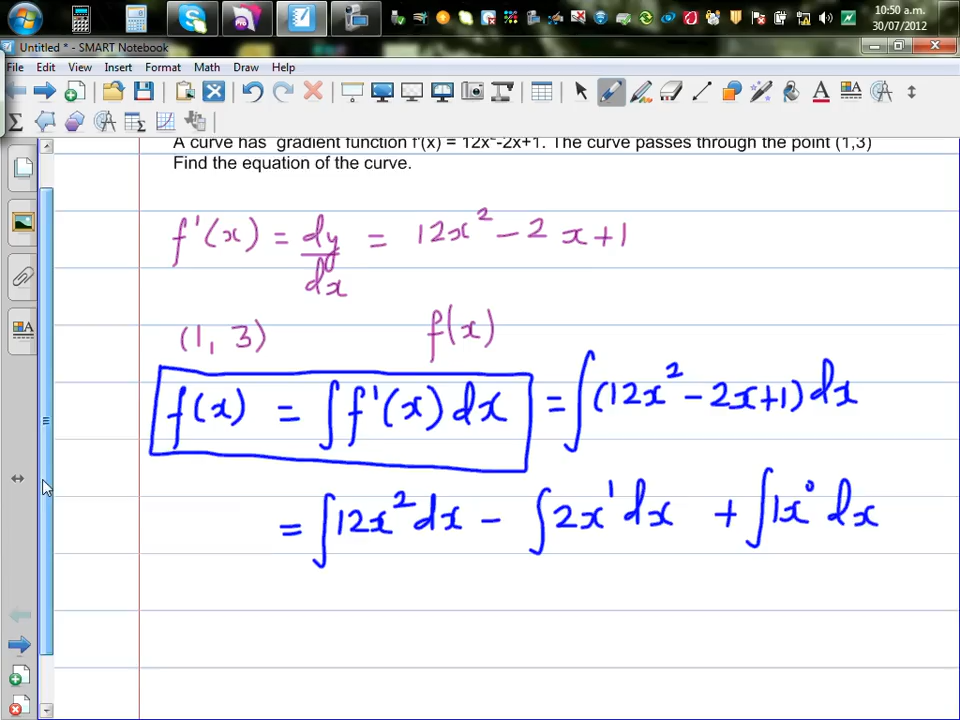 10:50 a.m.
30/07/2012
Untitled * - SMART Notebook
File Edit View Insert Format Math Draw Help
A curve has gradient function f'(x) = 12x²-2x+1. The curve passes through the point (1,3)
Find the equation of the curve.
f'(x) = dy/dx = 12x² - 2x + 1
(1, 3) f(x)
f(x) = ∫f'(x) dx = ∫(12x² - 2x + 1) dx
= ∫12x² dx - ∫2x¹ dx + ∫1x⁰ dx